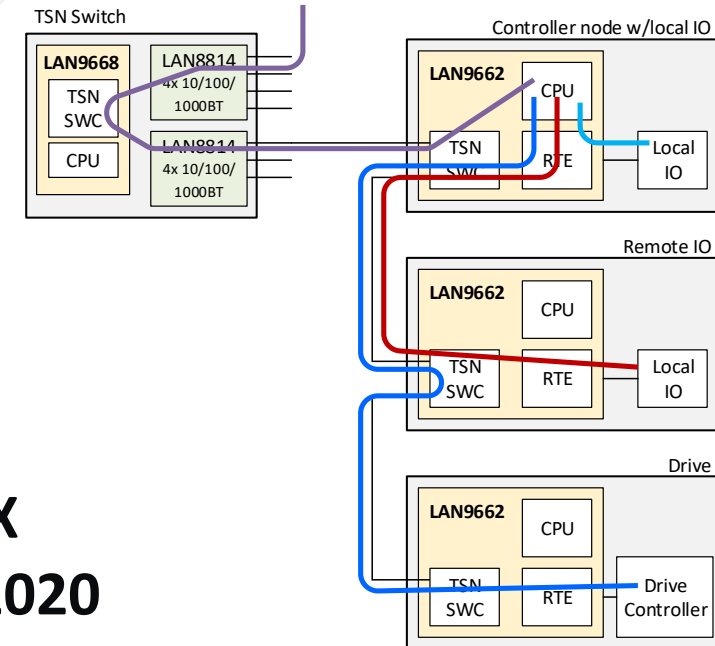 TSN Switch
LAN9668
TSN
SWC
CPU
LAN8814
4x 10/100/
1000BT
LAN8814
4x 10/100/
1000BT
Controller node w/local IO
LAN9662
CPU
TSN
SWC
RTE
Local
IO
Remote IO
LAN9662
CPU
TSN
SWC
RTE
Local
IO
Drive
LAN9662
CPU
TSN
SWC
RTE
Drive
Controller
X
2020